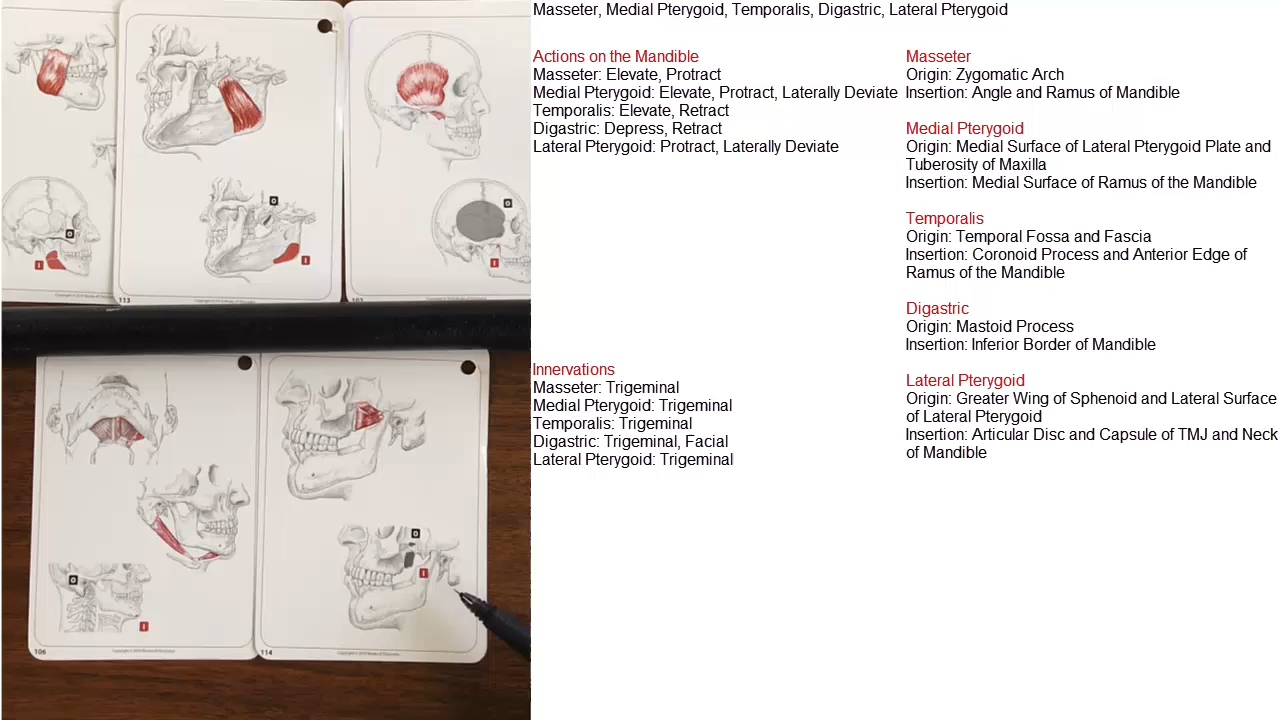 Masseter, Medial Pterygoid, Temporalis, Digastric, Lateral Pterygoid
Actions on the Mandible
Masseter: Elevate, Protract
Medial Pterygoid: Elevate, Protract, Laterally Deviate
Temporalis: Elevate, Retract
Digastric: Depress, Retract
Lateral Pterygoid: Protract, Laterally Deviate
Innervations
Masseter: Trigeminal
Medial Pterygoid: Trigeminal
Temporalis: Trigeminal
Digastric: Trigeminal, Facial
Lateral Pterygoid: Trigeminal
Masseter
Origin: Zygomatic Arch
Insertion: Angle and Ramus of Mandible
Medial Pterygoid
Origin: Medial Surface of Lateral Pterygoid Plate and
Tuberosity of Maxilla
Insertion: Medial Surface of Ramus of the Mandible
Temporalis
Origin: Temporal Fossa and Fascia
Insertion: Coronoid Process and Anterior Edge of
Ramus of the Mandible
Digastric
Origin: Mastoid Process
Insertion: Inferior Border of Mandible
Lateral Pterygoid
Origin: Greater Wing of Sphenoid and Lateral Surface
of Lateral Pterygoid
Insertion: Articular Disc and Capsule of TMJ and Neck
of Mandible
O
I
O
I
113
O
I
O
I
106
O
I
114